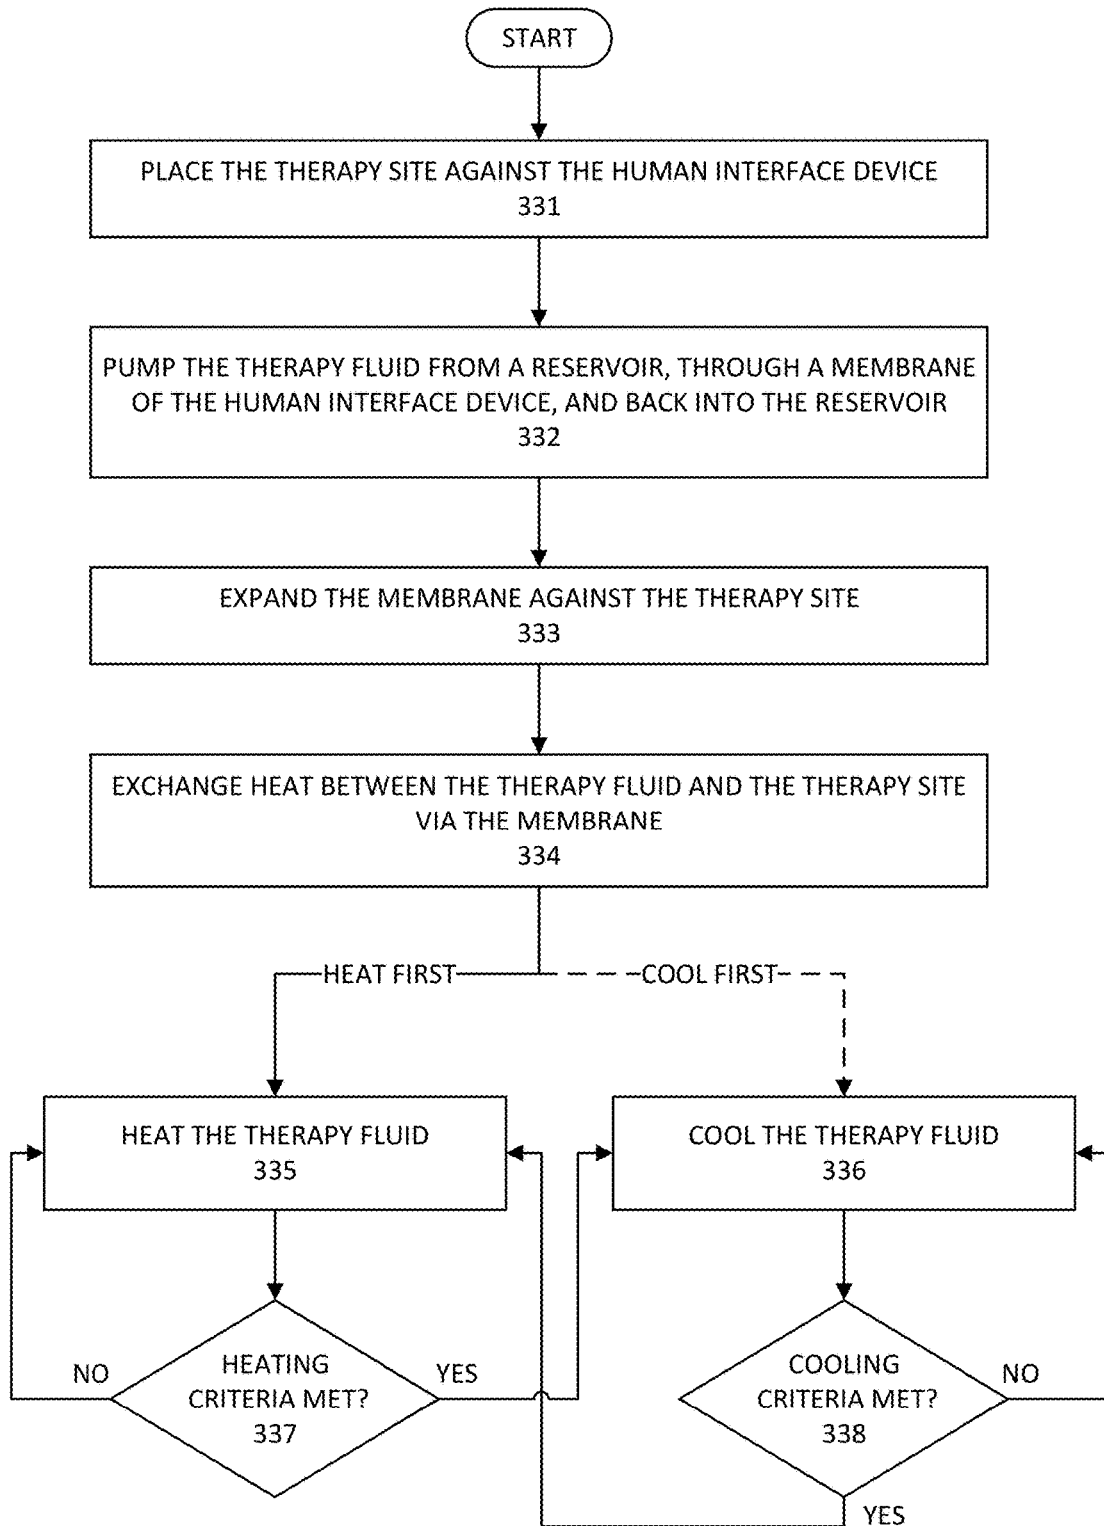 START
PLACE THE THERAPY SITE AGAINST THE HUMAN INTERFACE DEVICE
331
PUMP THE THERAPY FLUID FROM A RESERVOIR, THROUGH A MEMBRANE
OF THE HUMAN INTERFACE DEVICE, AND BACK INTO THE RESERVOIR
332
EXPAND THE MEMBRANE AGAINST THE THERAPY SITE
333
EXCHANGE HEAT BETWEEN THE THERAPY FLUID AND THE THERAPY SITE
VIA THE MEMBRANE
334
HEAT FIRST
COOL FIRST
HEAT THE THERAPY FLUID
335
COOL THE THERAPY FLUID
336
NO
HEATING
CRITERIA MET?
337
YES
COOLING
CRITERIA MET?
338
NO
YES